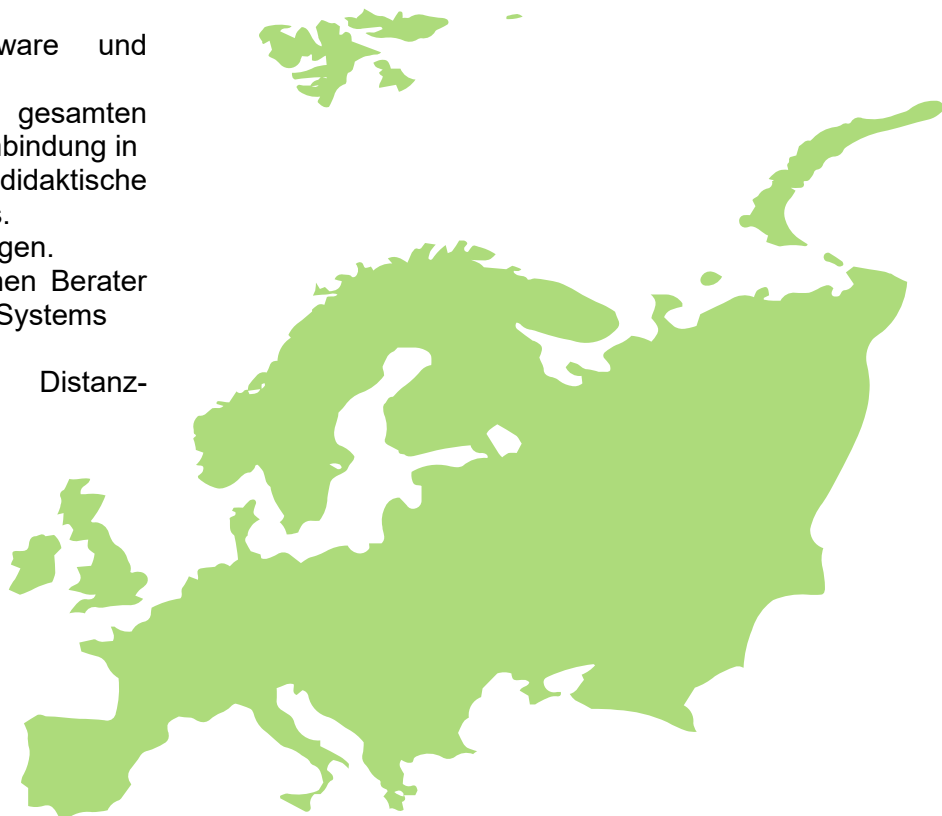 ware und
gesamten
nbindung in
didaktische
s.
gen.
nen Berater
Systems
Distanz-